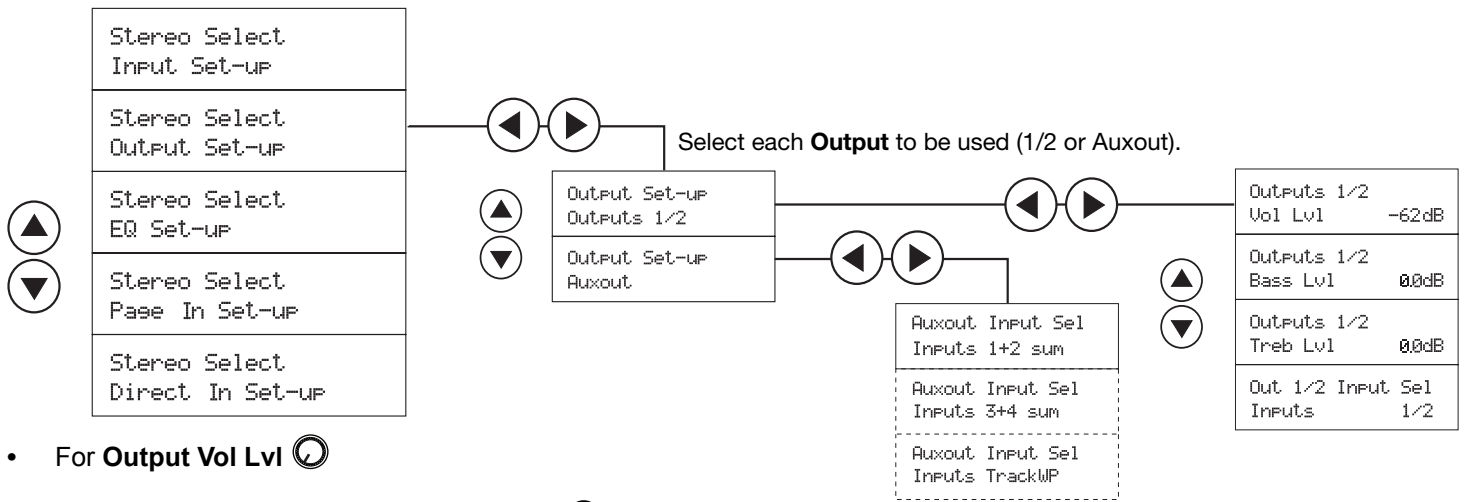 Stereo Select
Input Set-up
Stereo Select
Output Set-up
Stereo Select
EQ Set-up
Stereo Select
Page In Set-up
Stereo Select
Direct In Set-up
Select each Output to be used (1/2 or Auxout).
Output Set-up
Outputs 1/2
Output Set-up
Auxout
Auxout Input Sel
Inputs 1+2 sum
Auxout Input Sel
Inputs 3+4 sum
Auxout Input Sel
Inputs TrackWP
Outputs 1/2
Vol Lvl -62dB
Outputs 1/2
Bass Lvl 0.0dB
Outputs 1/2
Treb Lvl 0.0dB
Out 1/2 Input Sel
Inputs 1/2
• For Output Vol Lvl